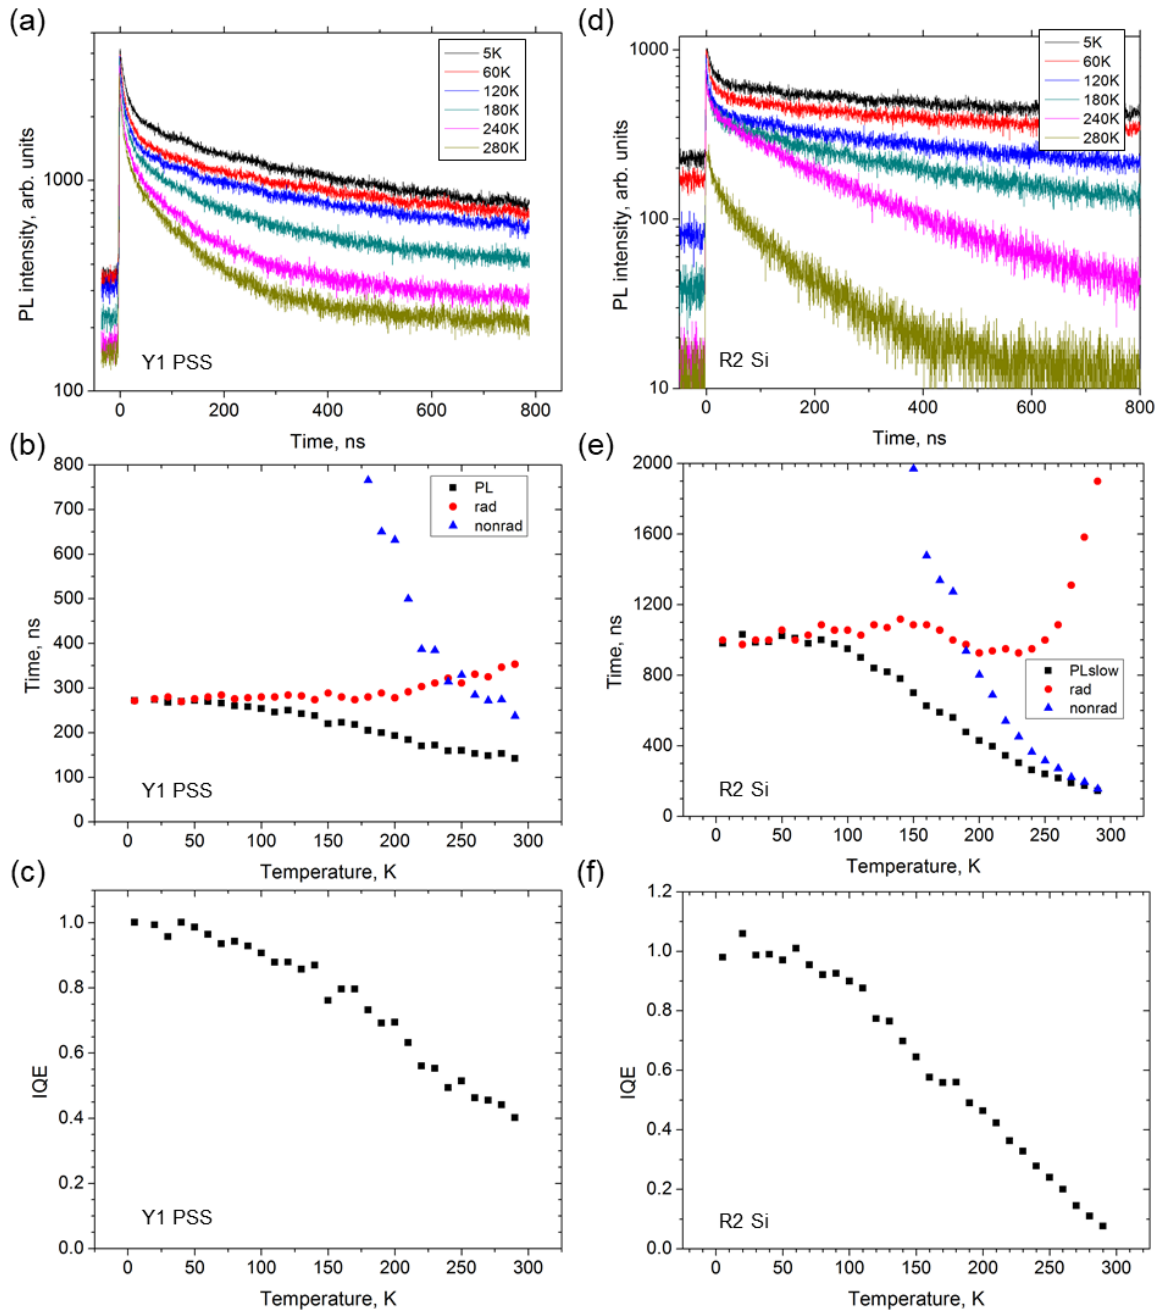 (a)
PL intensity, arb. units
1000
100
5K
60K
120K
180K
240K
280K
Y1 PSS
0 200 400 600 800
Time, ns
(d)
PL intensity, arb. units
1000
100
10
5K
60K
120K
180K
240K
280K
R2 Si
0 200 400 600 800
Time, ns
(b)
Time, ns
800
700
600
500
400
300
200
100
0
PL
rad
nonrad
Y1 PSS
0 50 100 150 200 250 300
Temperature, K
(e)
Time, ns
2000
1600
1200
800
400
0
PLslow
rad
nonrad
R2 Si
0 50 100 150 200 250 300
Temperature, K
(c)
IQE
1.0
0.8
0.6
0.4
0.2
0.0
Y1 PSS
0 50 100 150 200 250 300
Temperature, K
(f)
IQE
1.2
1.0
0.8
0.6
0.4
0.2
0.0
R2 Si
0 50 100 150 200 250 300
Temperature, K